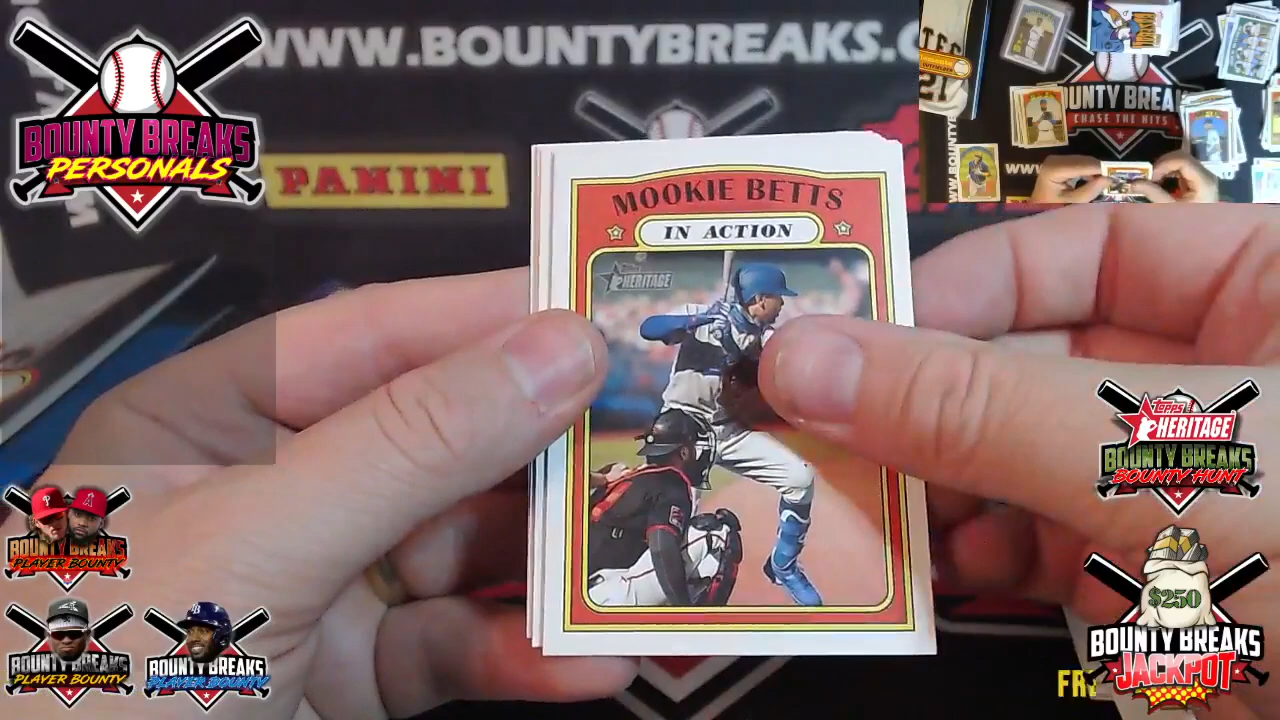 WWW.BOUNTYBREAKS.C
BOUNTY BREAKS
PERSONALS
PANINI
MOOKIE BETTS
IN ACTION
Topps
HERITAGE
BOUNTY BREAKS
CHASE THE HITS
WWW
Topps
HERITAGE
BOUNTY BREAKS
BOUNTY HUNT
BOUNTY BREAKS
PLAYER BOUNTY
BOUNTY BREAKS
PLAYER BOUNTY
BOUNTY BREAKS
PLAYER BOUNTY
$250
BOUNTY BREAKS
JACKPOT